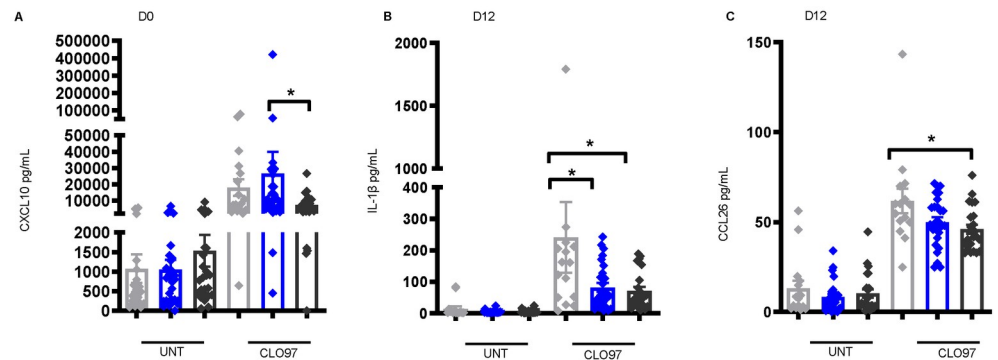 A
D0
CXCL10 pg/mL
500000
400000
300000
200000
100000
50000
40000
30000
20000
10000
2000
1500
1000
500
0
*
UNT
CLO97
B
D12
IL-1β pg/mL
2000
1500
1000
400
300
200
100
0
*
*
UNT
CLO97
C
D12
CCL26 pg/mL
150
100
50
0
*
UNT
CLO97